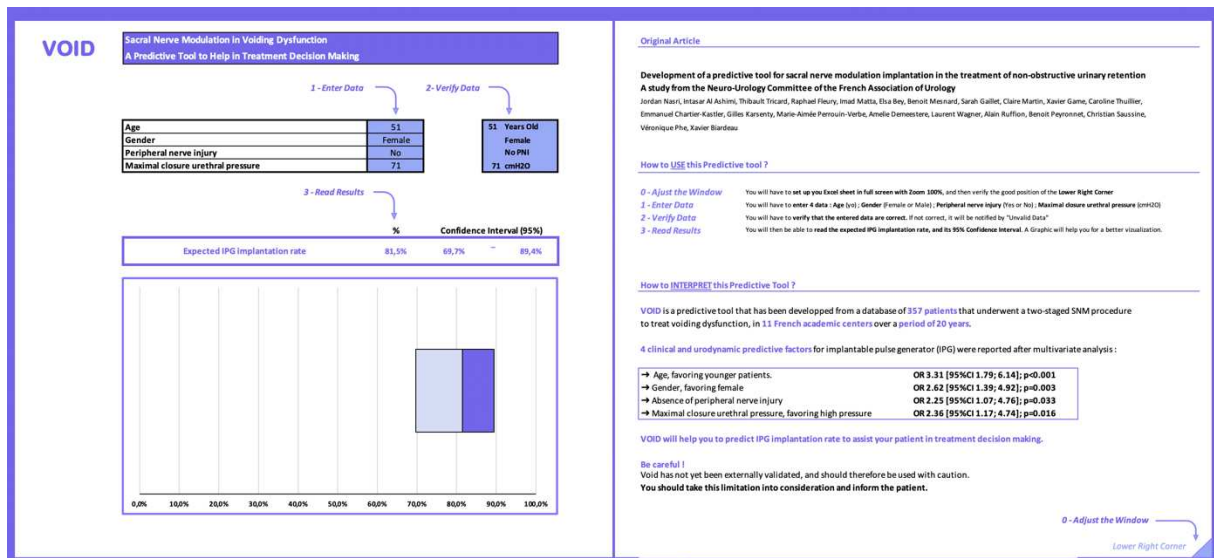 VOID
Sacral Nerve Modulation in Voiding Dysfunction
A Predictive Tool to Help in Treatment Decision Making
1 - Enter Data
2- Verify Data
Age 51 51 Years Old
Gender Female Female
Peripheral nerve injury No No PNI
Maximal closure urethral pressure 71 71 cmH2O
3 - Read Results
% Confidence Interval (95%)
Expected IPG implantation rate 81,5% 69,7% – 89,4%
0,0% 10,0% 20,0% 30,0% 40,0% 50,0% 60,0% 70,0% 80,0% 90,0% 100,0%
Original Article
Development of a predictive tool for sacral nerve modulation implantation in the treatment of non-obstructive urinary retention
A study from the Neuro-Urology Committee of the French Association of Urology
Jordan Nasri, Intasar Al Ashimi, Thibault Tricard, Raphael Fleury, Imad Matta, Elsa Bey, Benoit Mesnard, Sarah Gaillet, Claire Martin, Xavier Game, Caroline Thuillier,
Emmanuel Chartier-Kastler, Gilles Karsenty, Marie-Aimée Perrouin-Verbe, Amelie Demeestere, Laurent Wagner, Alain Ruffion, Benoit Peyronnet, Christian Saussine,
Véronique Phe, Xavier Biardeau
How to USE this Predictive tool ?
0 - Ajust the Window You will have to set up you Excel sheet in full screen with Zoom 100%, and then verify the good position of the Lower Right Corner
1 - Enter Data You will have to enter 4 data : Age (yo) ; Gender (Female or Male) ; Peripheral nerve injury (Yes or No) ; Maximal closure urethral pressure (cmH2O)
2 - Verify Data You will have to verify that the entered data are correct. If not correct, it will be notified by "Unvalid Data"
3 - Read Results You will then be able to read the expected IPG implantation rate, and its 95% Confidence Interval. A Graphic will help you for a better vizualization.
How to INTERPRET this Predictive Tool ?
VOID is a predictive tool that has been developped from a database of 357 patients that underwent a two-staged SNM procedure
to treat voiding dysfunction, in 11 French academic centers over a period of 20 years.
4 clinical and urodynamic predictive factors for implantable pulse generator (IPG) were reported after multivariate analysis :
→ Age, favoring younger patients. OR 3.31 [95%CI 1.79; 6.14]; p<0.001
→ Gender, favoring female OR 2.62 [95%CI 1.39; 4.92]; p=0.003
→ Absence of peripheral nerve injury OR 2.25 [95%CI 1.07; 4.76]; p=0.033
→ Maximal closure urethral pressure, favoring high pressure OR 2.36 [95%CI 1.17; 4.74]; p=0.016
VOID will help you to predict IPG implantation rate to assist your patient in treatment decision making.
Be careful !
Void has not yet been externally validated, and should therefore be used with caution.
You should take this limitation into consideration and inform the patient.
0 - Adjust the Window
Lower Right Corner